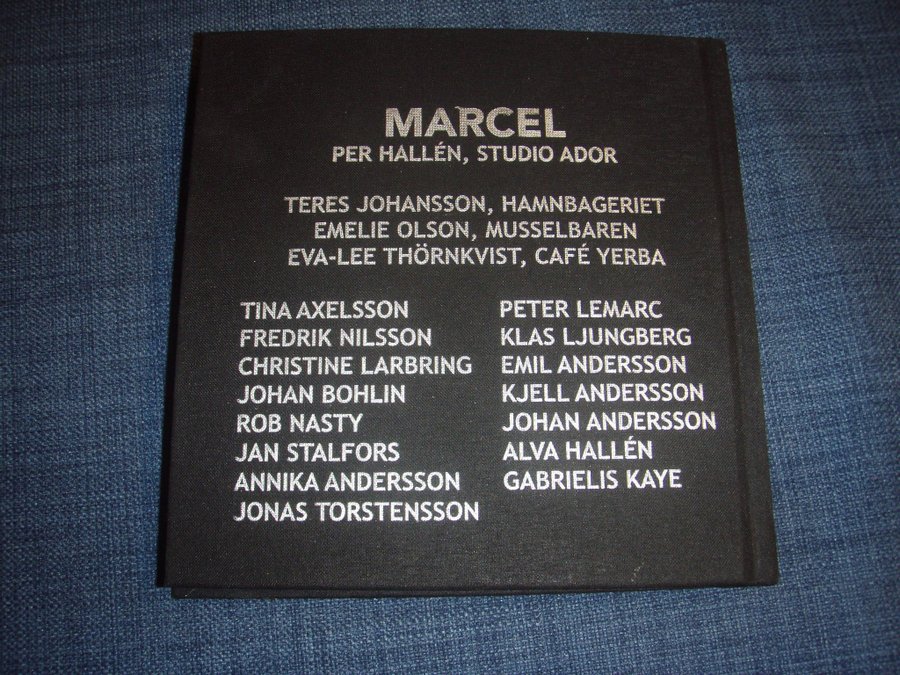 MARCEL
PER HALLÉN, STUDIO ADOR
TERES JOHANSSON, HAMNBAGERIET
EMELIE OLSON, MUSSELBAREN
EVA-LEE THÖRNKVIST, CAFÉ YERBA
TINA AXELSSON
FREDRIK NILSSON
CHRISTINE LARBRING
JOHAN BOHLIN
ROB NASTY
JAN STALFORS
ANNIKA ANDERSSON
JONAS TORSTENSSON
PETER LEMARC
KLAS LJUNGBERG
EMIL ANDERSSON
KJELL ANDERSSON
JOHAN ANDERSSON
ALVA HALLÉN
GABRIELIS KAYE